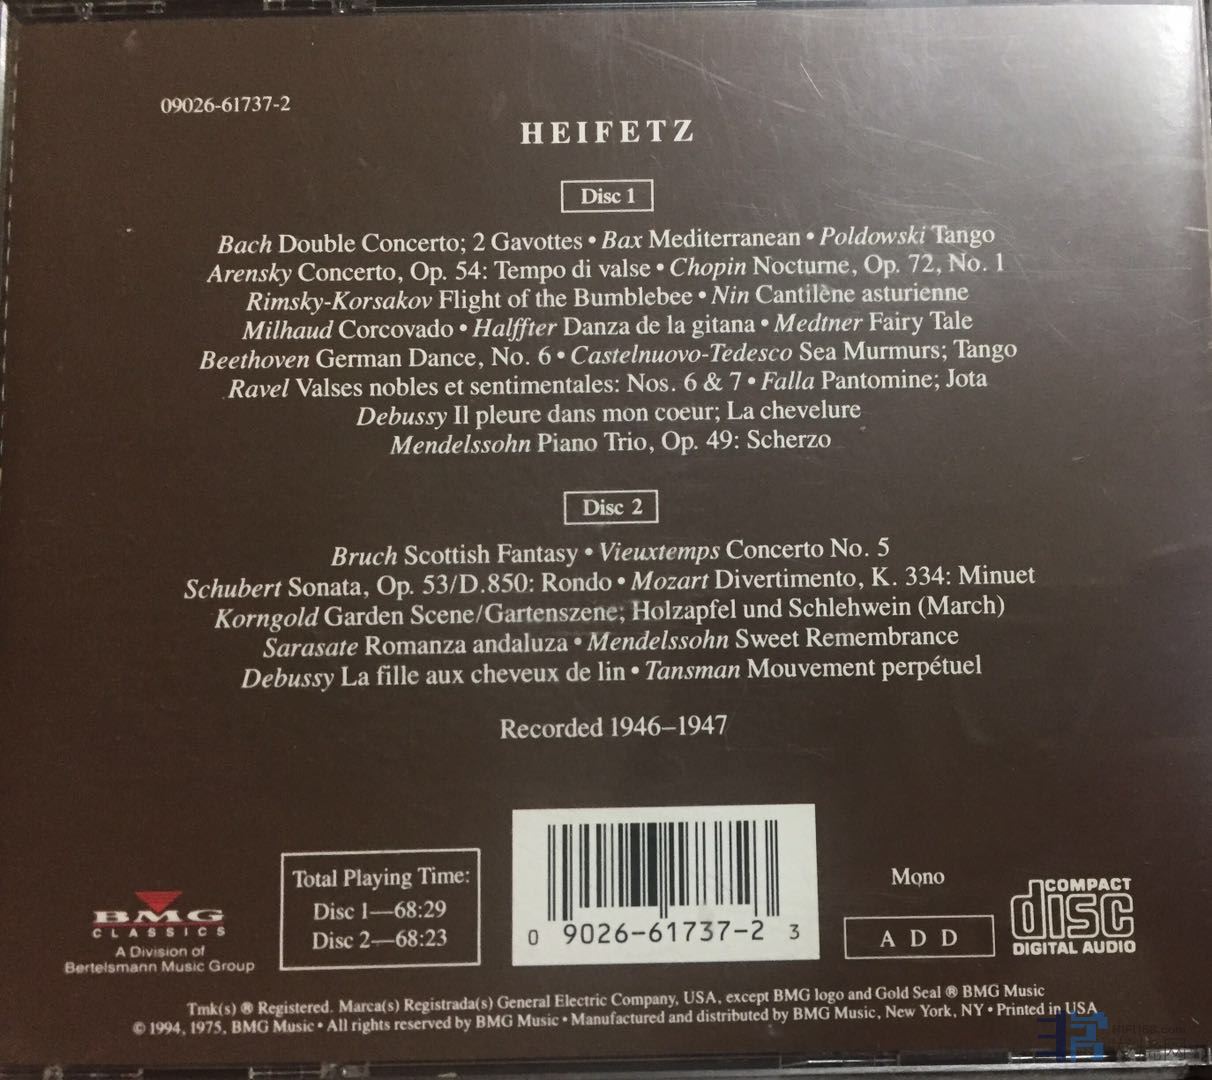 09026-61737-2
HEIFETZ
Disc 1
Bach Double Concerto; 2 Gavottes • Bax Mediterranean • Poldowski Tango
Arensky Concerto, Op. 54: Tempo di valse • Chopin Nocturne, Op. 72, No. 1
Rimsky-Korsakov Flight of the Bumblebee • Nin Cantilène asturienne
Milhaud Corcovado • Halffter Danza de la gitana • Medtner Fairy Tale
Beethoven German Dance, No. 6 • Castelnuovo-Tedesco Sea Murmurs; Tango
Ravel Valses nobles et sentimentales: Nos. 6 & 7 • Falla Pantomine; Jota
Debussy Il pleure dans mon coeur; La chevelure
Mendelssohn Piano Trio, Op. 49: Scherzo
Disc 2
Bruch Scottish Fantasy • Vieuxtemps Concerto No. 5
Schubert Sonata, Op. 53/D.850: Rondo • Mozart Divertimento, K. 334: Minuet
Korngold Garden Scene/Gartenszene; Holzapfel und Schlehwein (March)
Sarasate Romanza andaluza • Mendelssohn Sweet Remembrance
Debussy La fille aux cheveux de lin • Tansman Mouvement perpétuel
Recorded 1946–1947
BMG
CLASSICS
A Division of
Bertelsmann Music Group
Total Playing Time:
Disc 1—68:29
Disc 2—68:23
0 9026-61737-2 3
Mono
A D D
COMPACT
disc
DIGITAL AUDIO
Tmk(s) ® Registered. Marca(s) Registrada(s) General Electric Company, USA, except BMG logo and Gold Seal ® BMG Music
© 1994, 1975, BMG Music • All rights reserved by BMG Music • Manufactured and distributed by BMG Music, New York, NY • Printed in USA
HIFI168.com